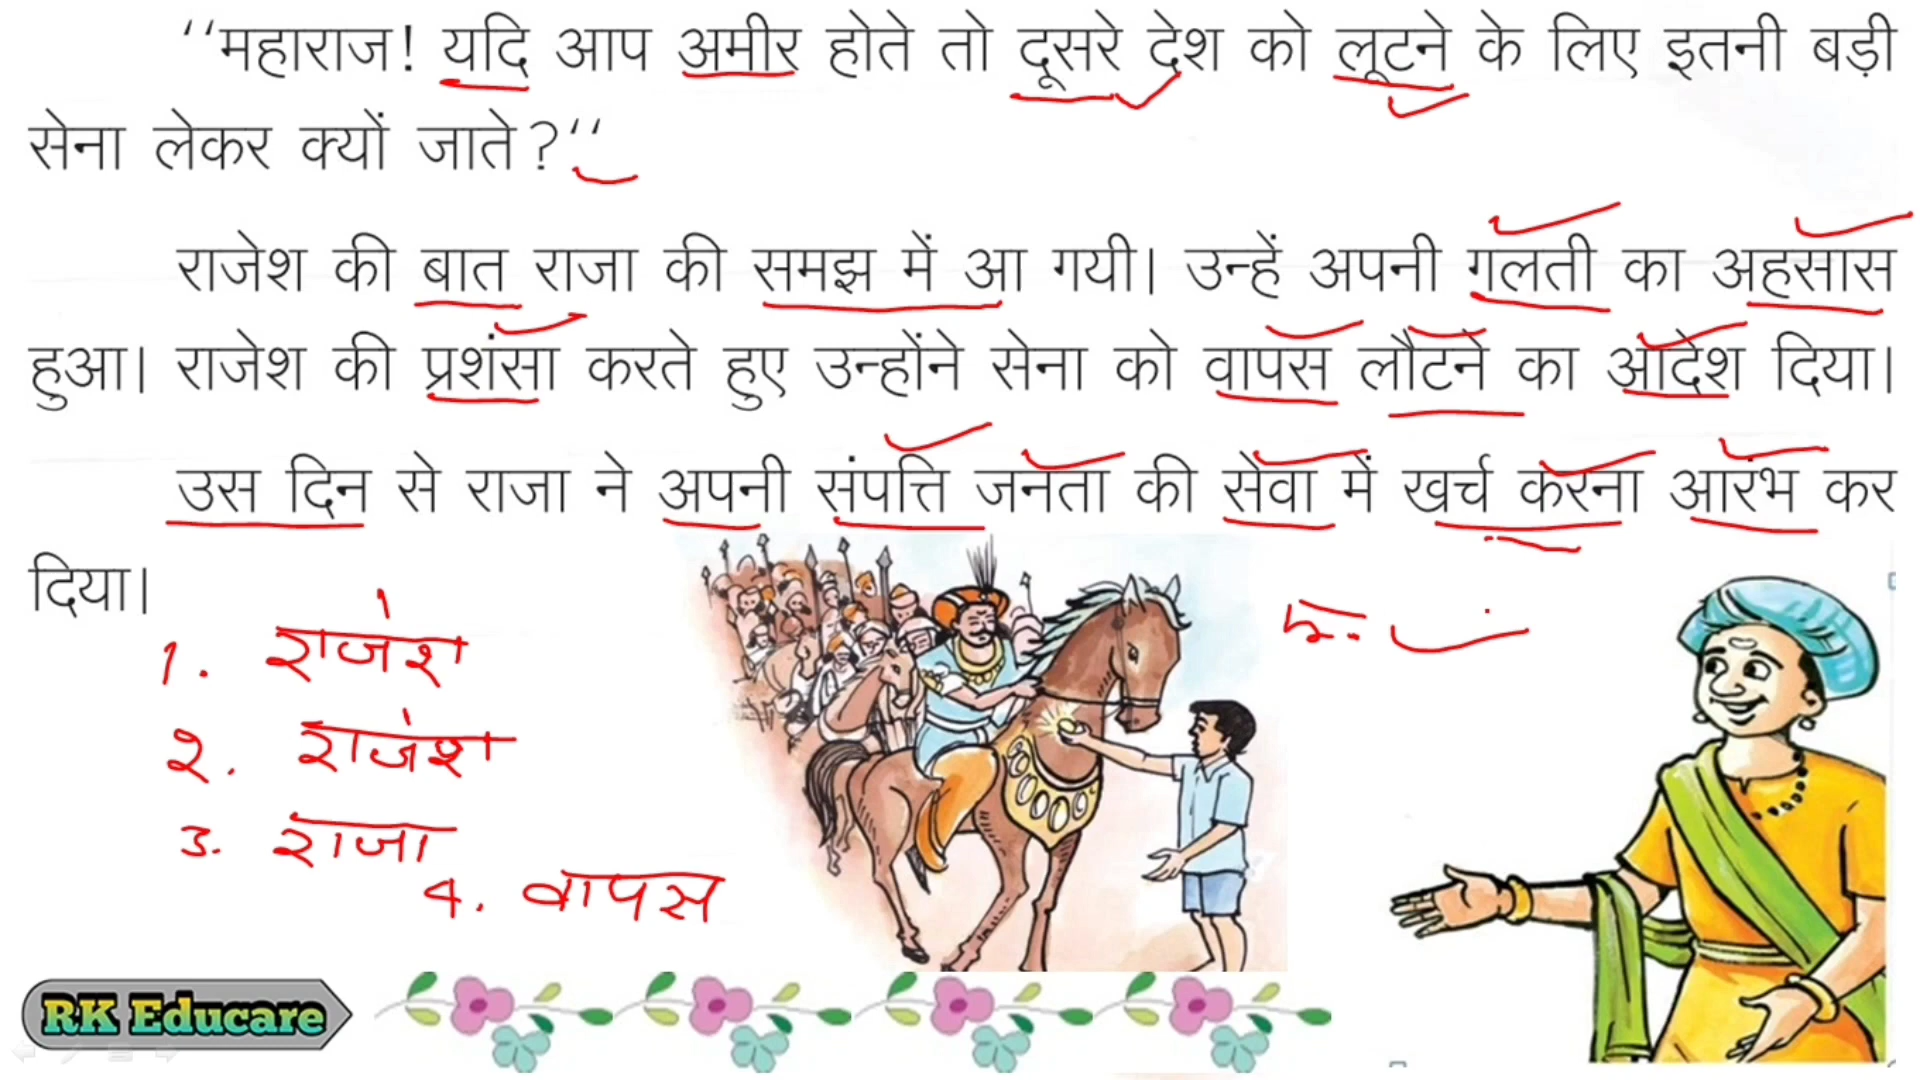 ‘‘महाराज! यदि आप अमीर होते तो दूसरे देश को लूटने के लिए इतनी बड़ी
सेना लेकर क्यों जाते?‘‘
राजेश की बात राजा की समझ में आ गयी। उन्हें अपनी गलती का अहसास
हुआ। राजेश की प्रशंसा करते हुए उन्होंने सेना को वापस लौटने का आदेश दिया।
उस दिन से राजा ने अपनी संपत्ति जनता की सेवा में खर्च करना आरंभ कर
दिया।
1. राजेश
२. राजेश
3. राजा
4. वापस
RK Educare